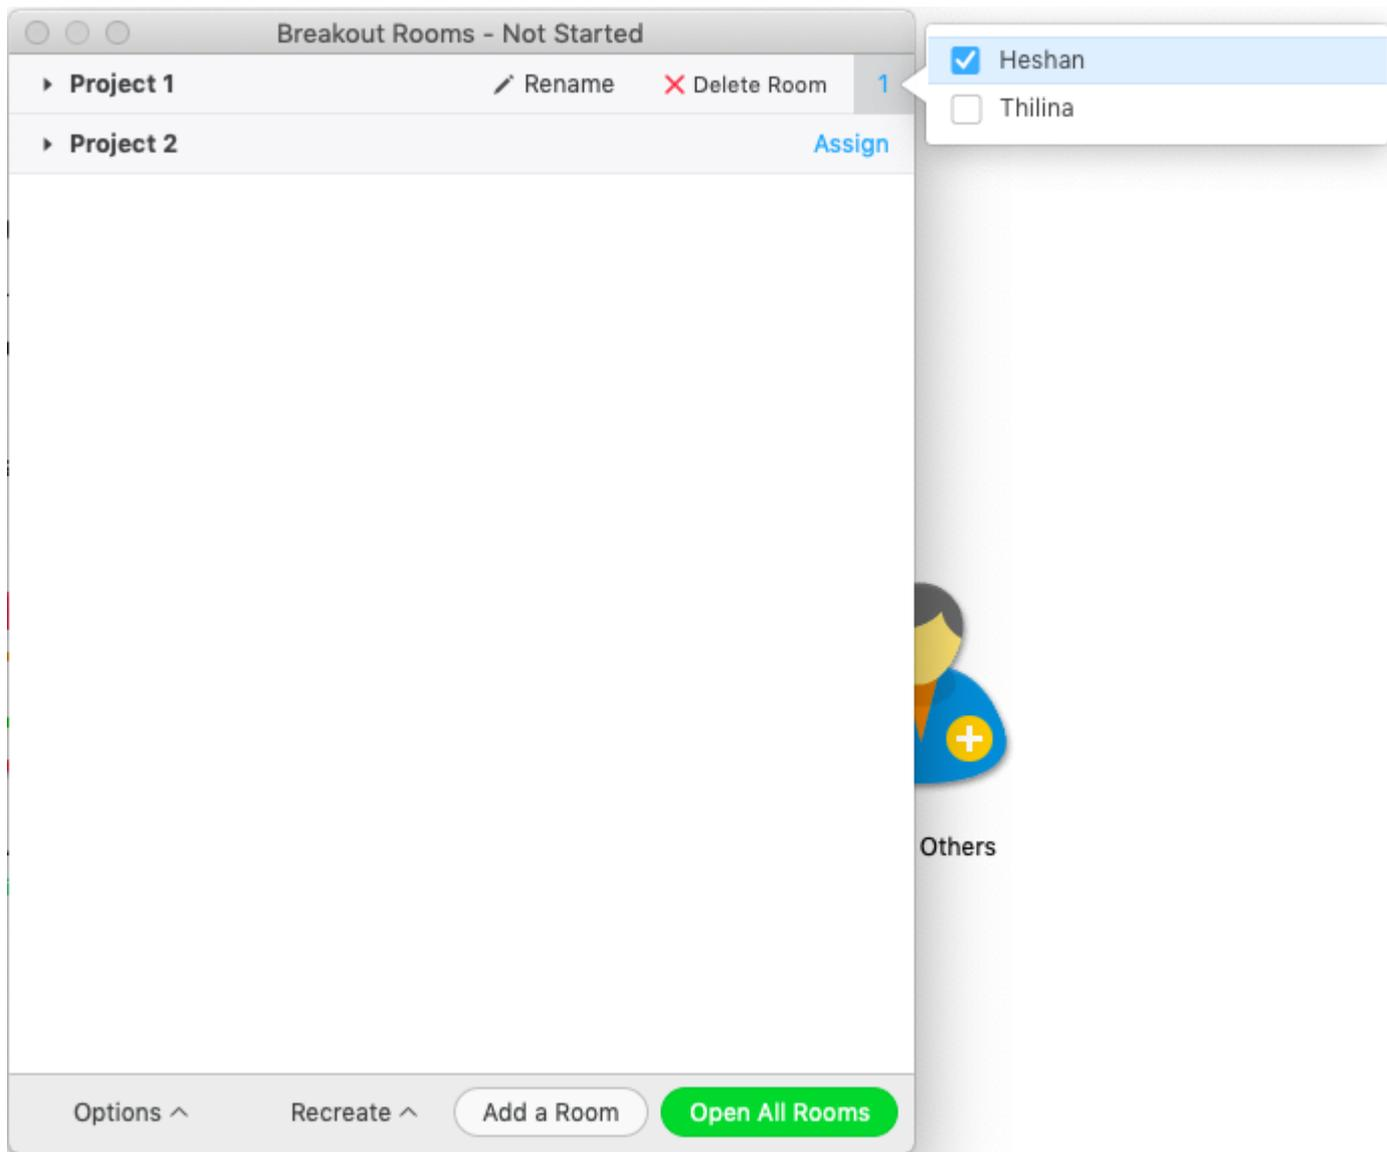 Breakout Rooms - Not Started
Project 1 Rename Delete Room 1
Heshan
Thilina
Project 2 Assign
Others
Options Recreate Add a Room Open All Rooms